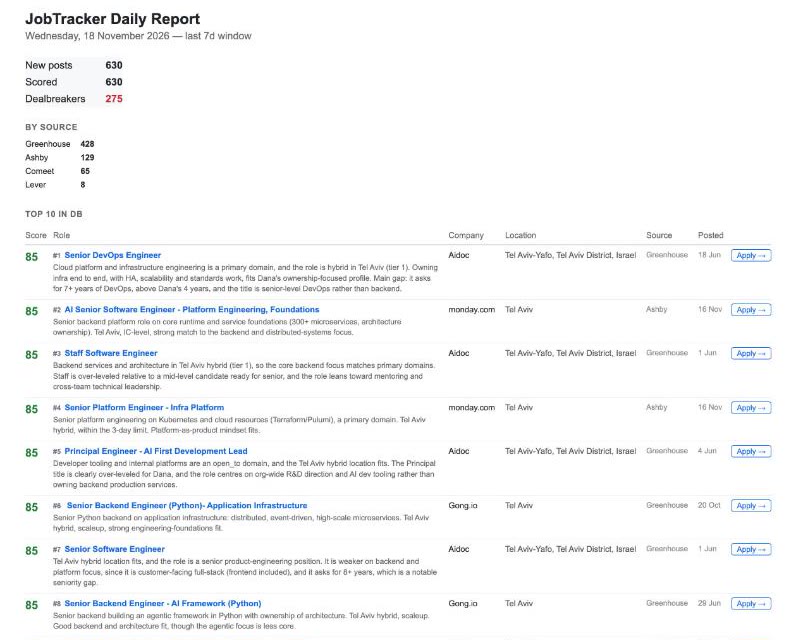 JobTracker Daily Report
Wednesday, 18 November 2026 — last 7d window
New posts 630
Scored 630
Dealbreakers 275
BY SOURCE
Greenhouse 428
Ashby 129
Comeet 65
Lever 8
TOP 10 IN DB
Score Role Company Location Source Posted
85 #1 Senior DevOps Engineer Aidoc Tel Aviv-Yafo, Tel Aviv District, Israel Greenhouse 18 Jun Apply →
Cloud platform and infrastructure engineering is a primary domain, and the role is hybrid in Tel Aviv (tier 1). Owning
infra end to end, with HA, scalability and standards work, fits Dana's ownership-focused profile. Main gap: it asks
for 7+ years of DevOps, above Dana's 4 years, and the title is senior-level DevOps rather than backend.
85 #2 AI Senior Software Engineer - Platform Engineering, Foundations monday.com Tel Aviv Ashby 16 Nov Apply →
Senior backend platform role on core runtime and service foundations (300+ microservices, architecture
ownership). Tel Aviv, IC-level, strong match to the backend and distributed-systems focus.
85 #3 Staff Software Engineer Aidoc Tel Aviv-Yafo, Tel Aviv District, Israel Greenhouse 1 Jun Apply →
Backend services and architecture in Tel Aviv hybrid (tier 1), so the core backend focus matches primary domains.
Staff is over-leveled relative to a mid-level candidate ready for senior, and the role leans toward mentoring and
cross-team technical leadership.
85 #4 Senior Platform Engineer - Infra Platform monday.com Tel Aviv Ashby 16 Nov Apply →
Senior platform engineering on Kubernetes and cloud resources (Terraform/Pulumi), a primary domain. Tel Aviv
hybrid, within the 3-day limit. Platform-as-product mindset fits.
85 #5 Principal Engineer - AI First Development Lead Aidoc Tel Aviv-Yafo, Tel Aviv District, Israel Greenhouse 4 Jun Apply →
Developer tooling and internal platforms are an open_to domain, and the Tel Aviv hybrid location fits. The Principal
title is clearly over-leveled for Dana, and the role centres on org-wide R&D direction and AI dev tooling rather than
owning backend production services.
85 #6 Senior Backend Engineer (Python)- Application Infrastructure Gong.io Tel Aviv Greenhouse 20 Oct Apply →
Senior Python backend on application infrastructure: distributed, event-driven, high-scale microservices. Tel Aviv
hybrid, scaleup, strong engineering-foundations fit.
85 #7 Senior Software Engineer Aidoc Tel Aviv-Yafo, Tel Aviv District, Israel Greenhouse 1 Jun Apply →
Tel Aviv hybrid location fits, and the role is a senior product-engineering position. It is weaker on backend and
platform focus, since it is customer-facing full-stack (frontend included), and it asks for 8+ years, which is a notable
seniority gap.
85 #8 Senior Backend Engineer - AI Framework (Python) Gong.io Tel Aviv Greenhouse 29 Jun Apply →
Senior backend building an agentic framework in Python with ownership of architecture. Tel Aviv hybrid, scaleup.
Good backend and architecture fit, though the agentic focus is less core.